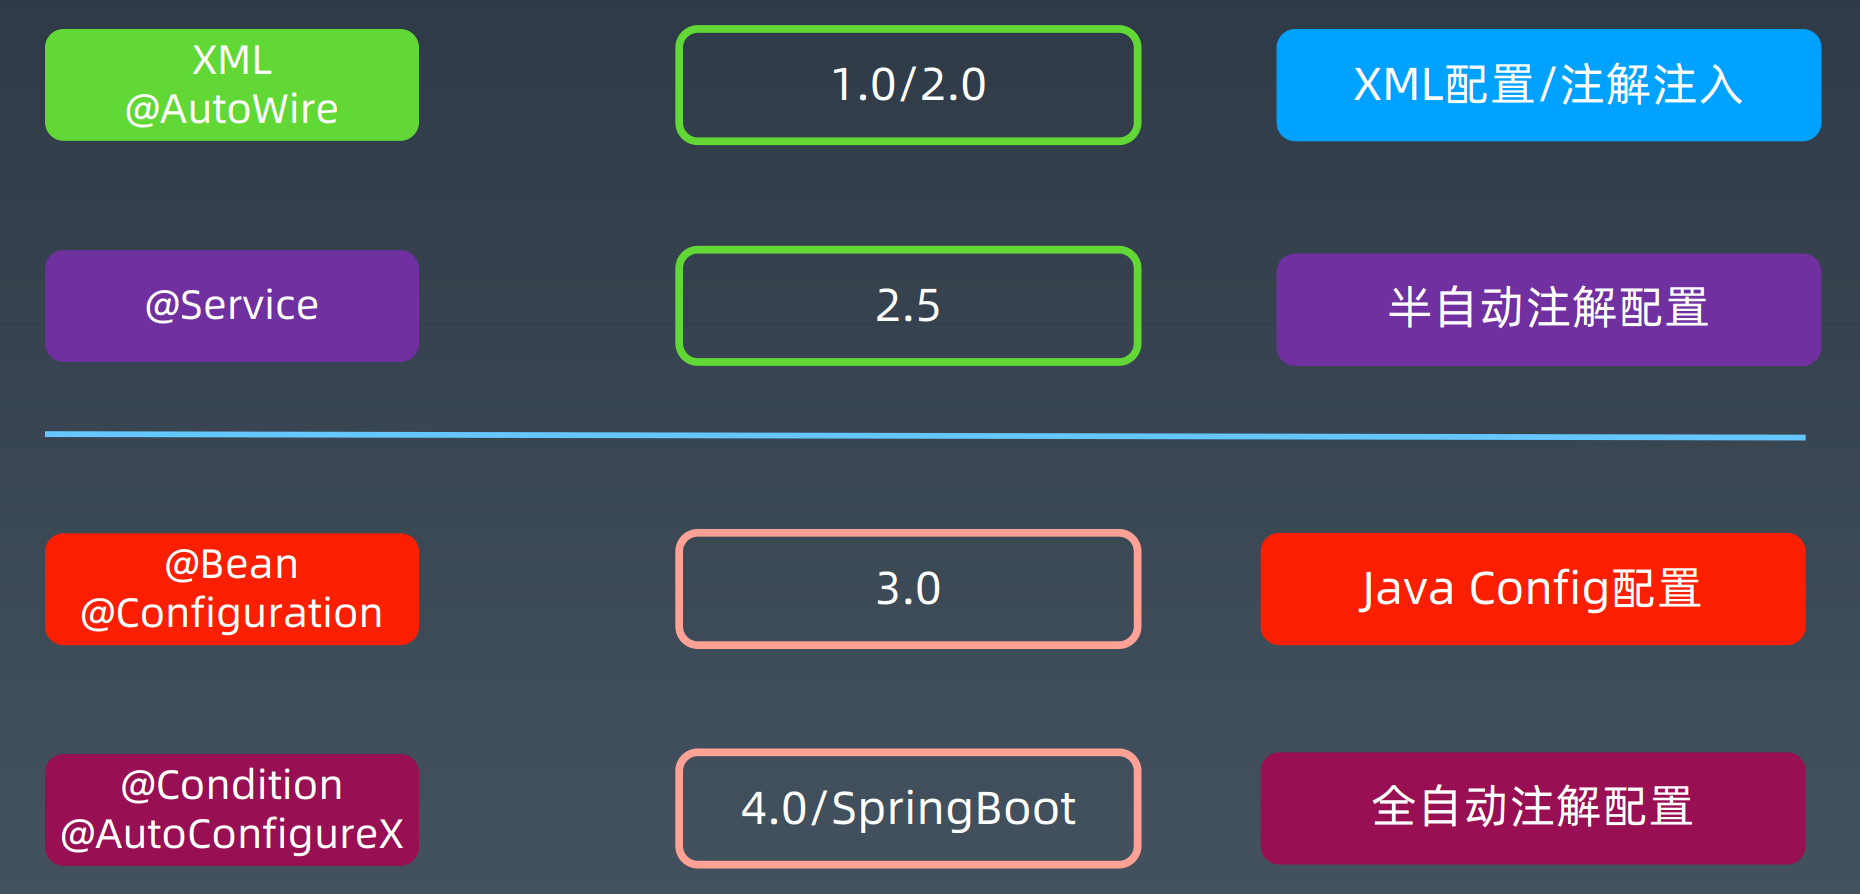 XML
@AutoWire
1.0/2.0
XML配置/注解注入
@Service
2.5
半自动注解配置
@Bean
@Configuration
3.0
Java Config配置
@Condition
@AutoConfigureX
4.0/SpringBoot
全自动注解配置